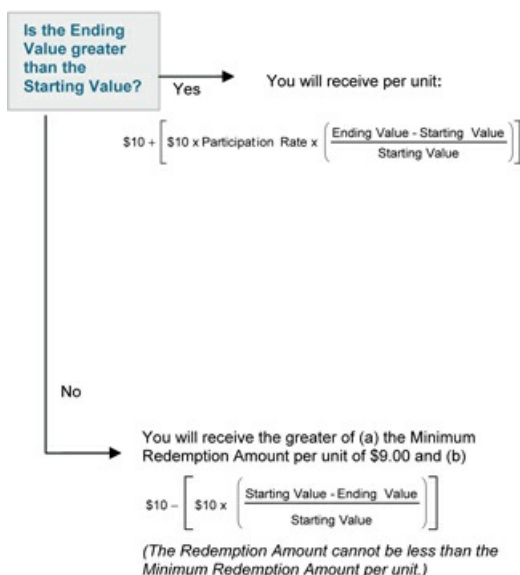 Is the Ending
Value greater
than the
Starting Value?
Yes
You will receive per unit:
$10 + [ $10 x Participation Rate x ( Ending Value - Starting Value
Starting Value ) ]
No
You will receive the greater of (a) the Minimum
Redemption Amount per unit of $9.00 and (b)
$10 – [ $10 x ( Starting Value - Ending Value
Starting Value ) ]
(The Redemption Amount cannot be less than the
Minimum Redemption Amount per unit.)